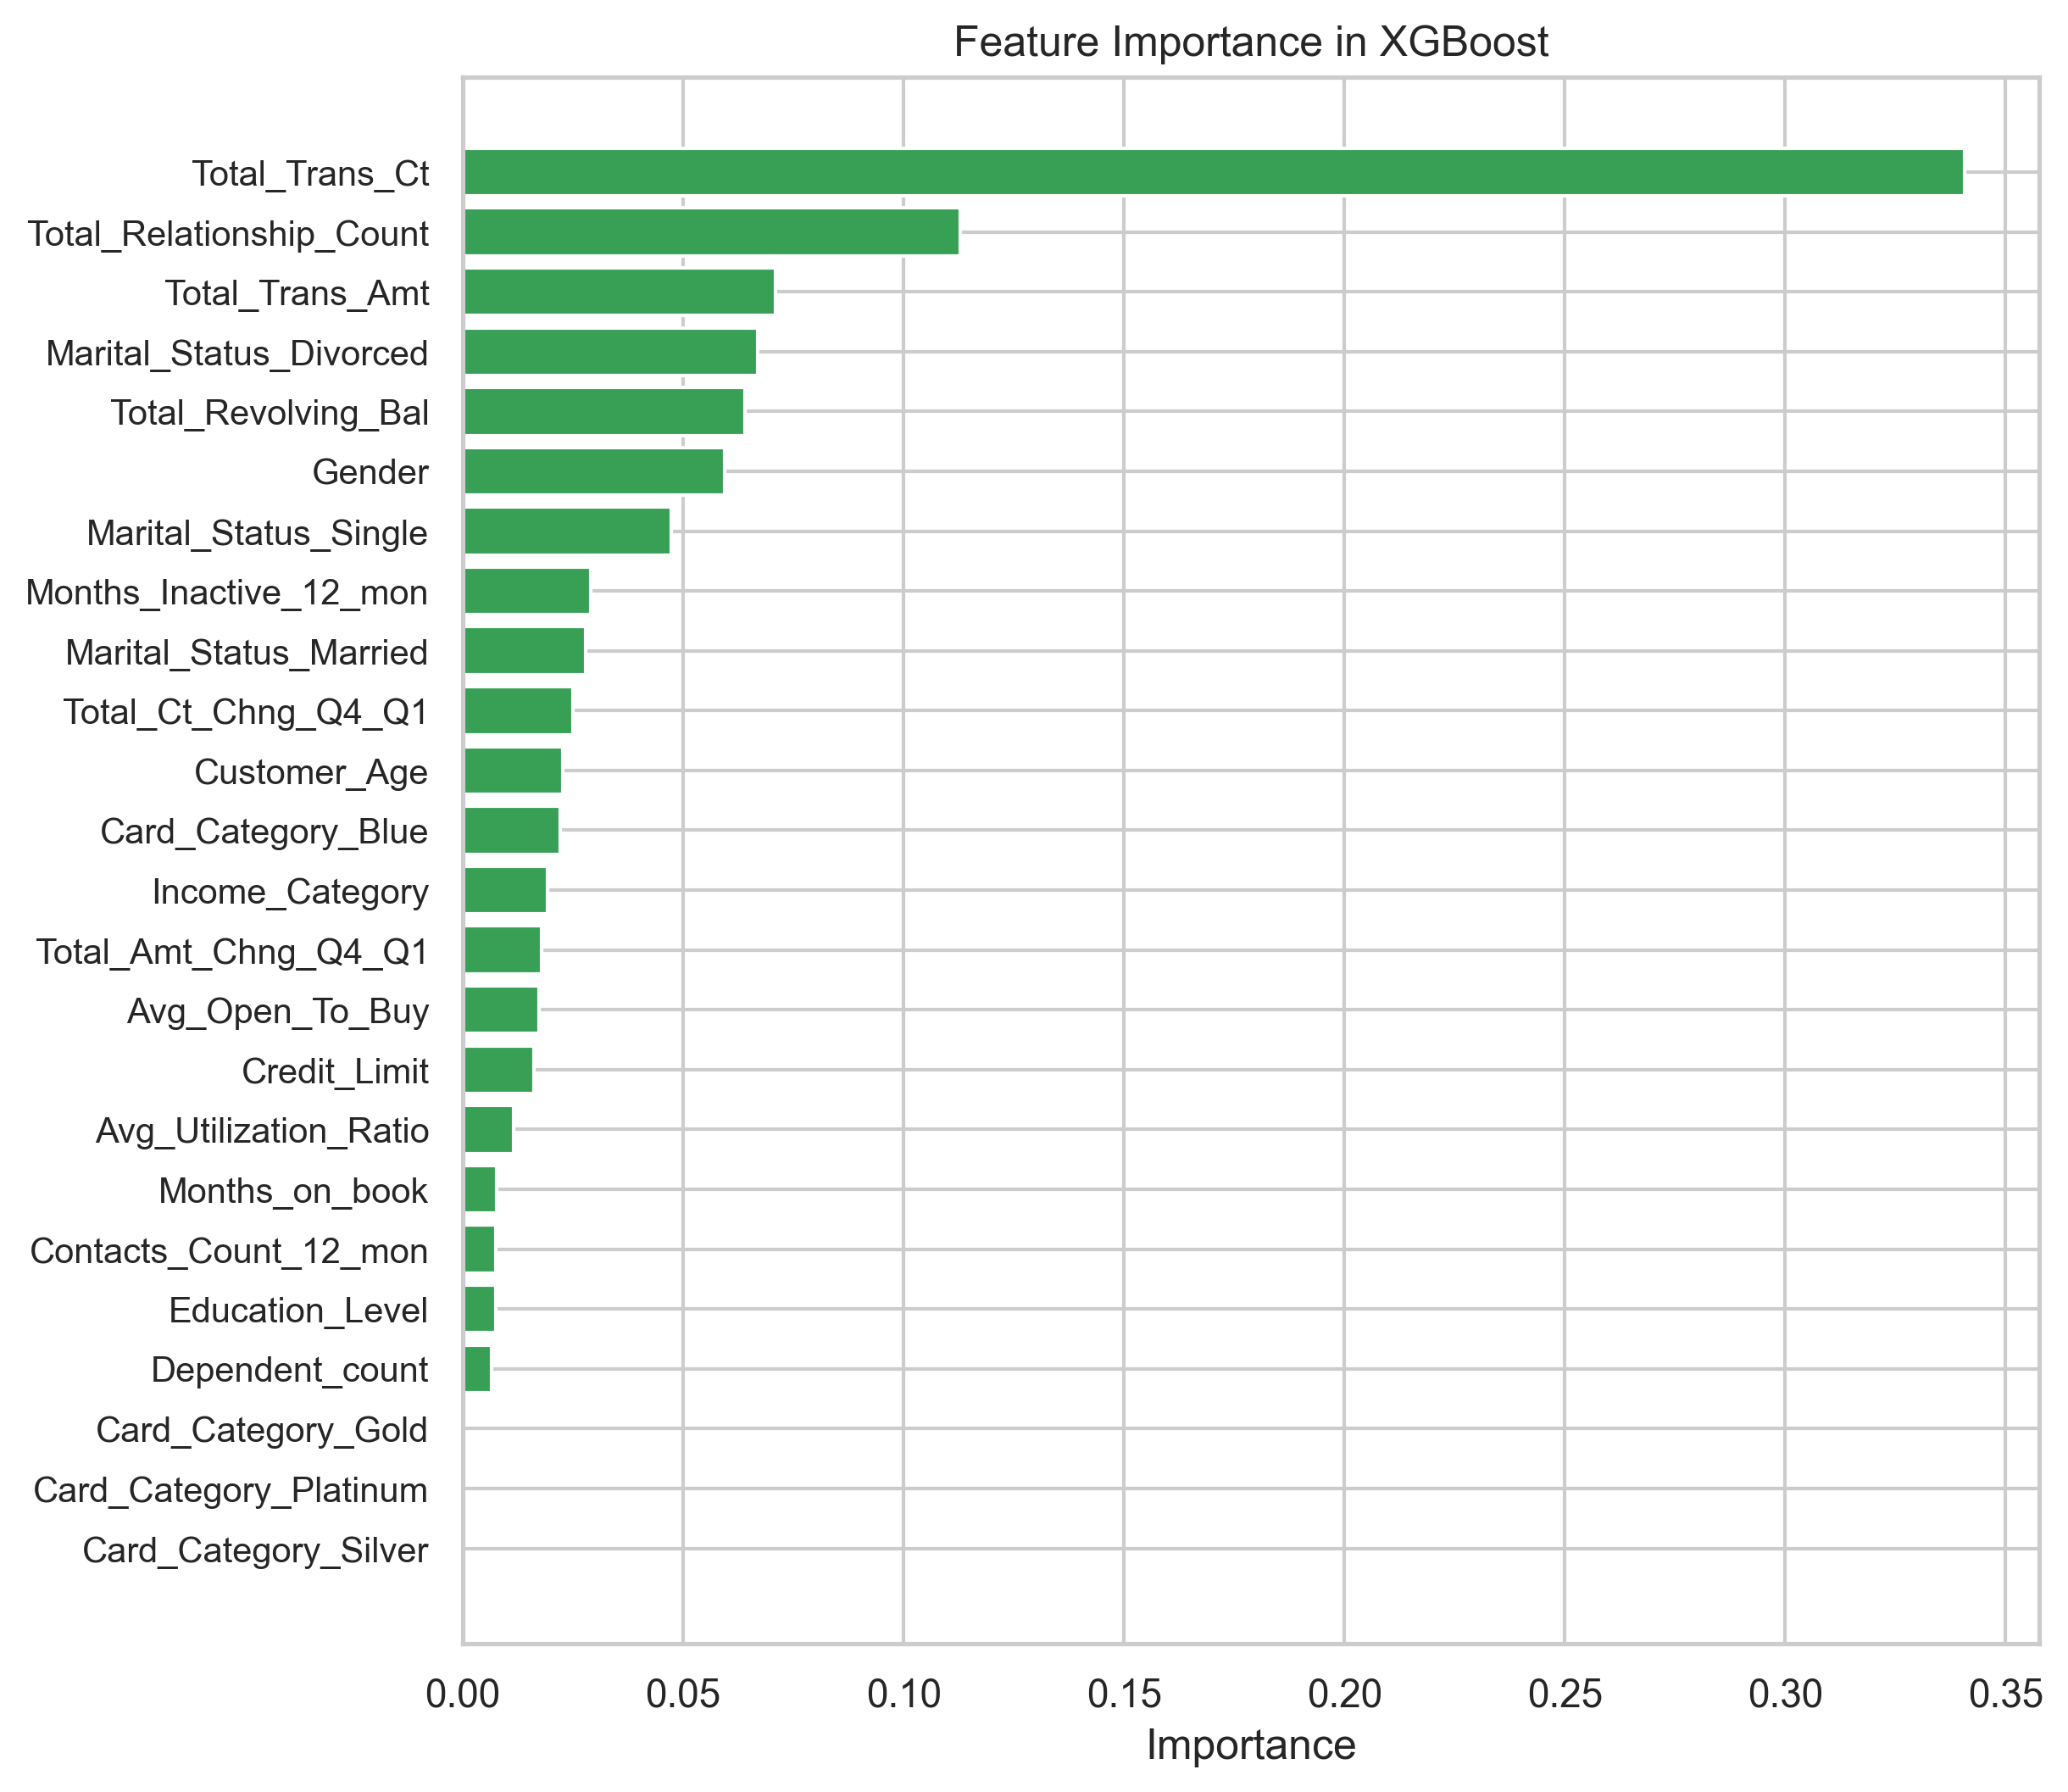 Feature Importance in XGBoost
Total_Trans_Ct
Total_Relationship_Count
Total_Trans_Amt
Marital_Status_Divorced
Total_Revolving_Bal
Gender
Marital_Status_Single
Months_Inactive_12_mon
Marital_Status_Married
Total_Ct_Chng_Q4_Q1
Customer_Age
Card_Category_Blue
Income_Category
Total_Amt_Chng_Q4_Q1
Avg_Open_To_Buy
Credit_Limit
Avg_Utilization_Ratio
Months_on_book
Contacts_Count_12_mon
Education_Level
Dependent_count
Card_Category_Gold
Card_Category_Platinum
Card_Category_Silver
0.00 0.05 0.10 0.15 0.20 0.25 0.30 0.35
Importance